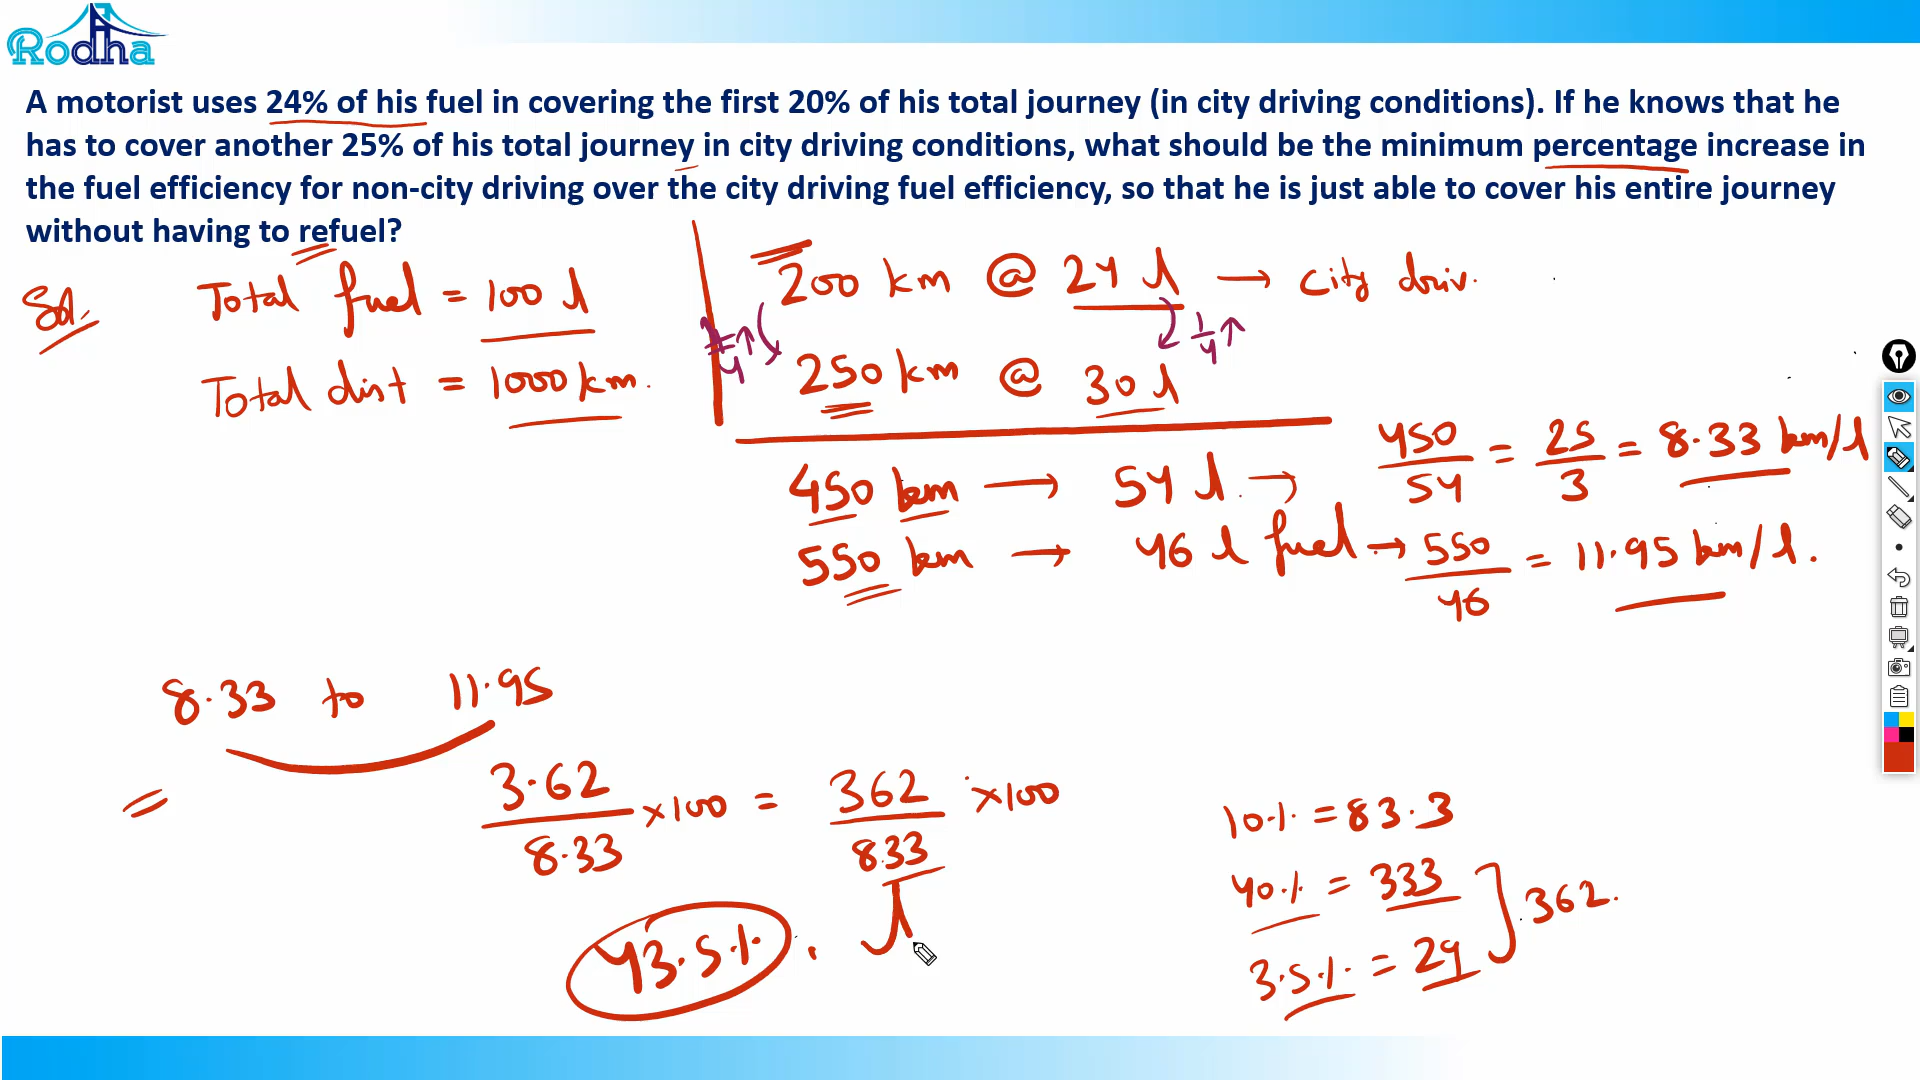 Rodha
A motorist uses 24% of his fuel in covering the first 20% of his total journey (in city driving conditions). If he knows that he
has to cover another 25% of his total journey in city driving conditions, what should be the minimum percentage increase in
the fuel efficiency for non-city driving over the city driving fuel efficiency, so that he is just able to cover his entire journey
without having to refuel?
Sol.
Total fuel = 100 l
Total dist = 1000 km.
200 km @ 24 l → city driv.
1/4 ↑ 1/4 ↑
250 km @ 30 l
450 km → 54 l. → 450/54 = 25/3 = 8.33 km/l
550 km → 46 l fuel → 550/46 = 11.95 km/l.
8.33 to 11.95
= 3.62/8.33 ×100 = 362/833 ×100
43.5%.
10% = 83.3
40% = 333
3.5% = 29
362.